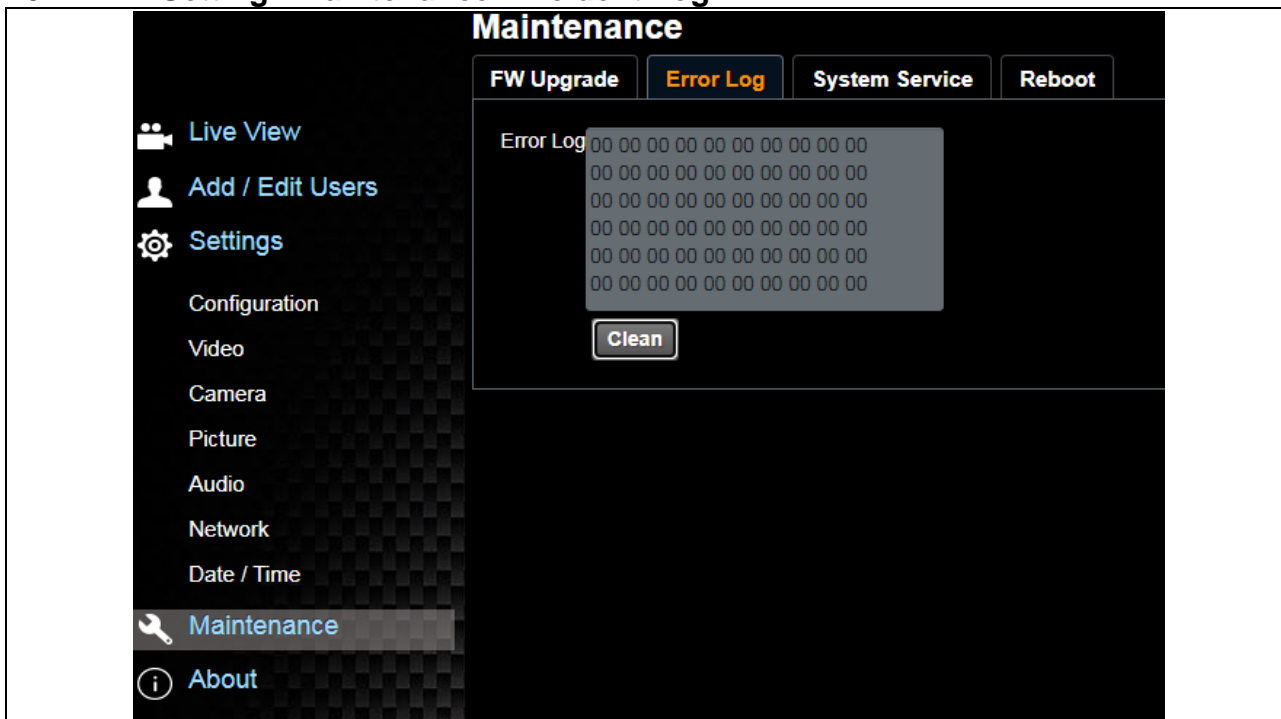 Maintenance
FW Upgrade
Error Log
System Service
Reboot
Live View
Add / Edit Users
Settings
Configuration
Video
Camera
Picture
Audio
Network
Date / Time
Maintenance
About
Error Log
00 00 00 00 00 00 00 00 00 00
00 00 00 00 00 00 00 00 00 00
00 00 00 00 00 00 00 00 00 00
00 00 00 00 00 00 00 00 00 00
00 00 00 00 00 00 00 00 00 00
00 00 00 00 00 00 00 00 00 00
Clean